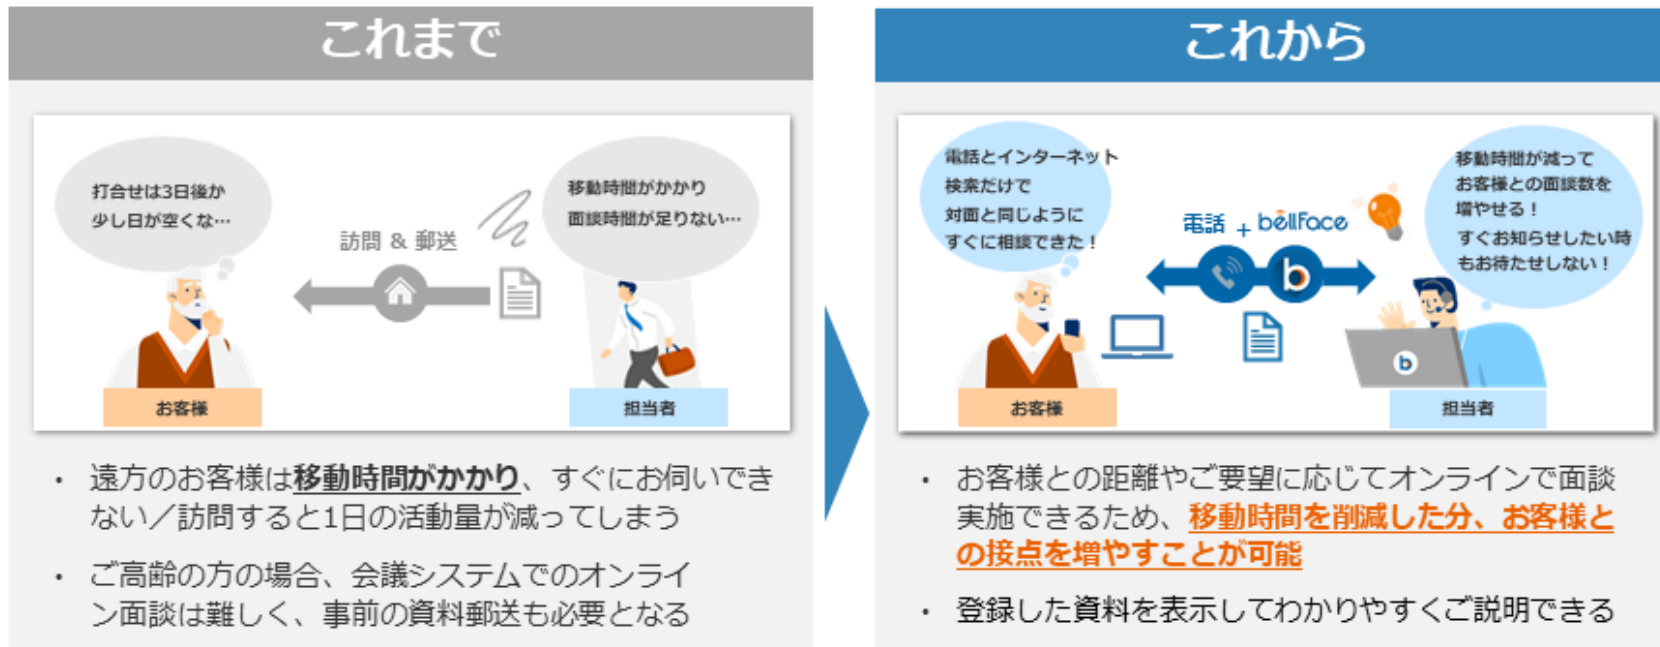 これまで
打合せは3日後か
少し日が空くな…
訪問 & 郵送
移動時間がかかり
面談時間が足りない…
お客様
担当者
・ 遠方のお客様は移動時間がかかり、すぐにお伺いでき
ない／訪問すると1日の活動量が減ってしまう
・ ご高齢の方の場合、会議システムでのオンライ
ン面談は難しく、事前の資料郵送も必要となる
これから
電話とインターネット
検索だけで
対面と同じように
すぐに相談できた！
電話 + bellFace
移動時間が減って
お客様との面談数を
増やせる！
すぐお知らせしたい時
もお待たせしない！
b
b
お客様
担当者
・ お客様との距離やご要望に応じてオンラインで面談
実施できるため、移動時間を削減した分、お客様と
の接点を増やすことが可能
・ 登録した資料を表示してわかりやすくご説明できる